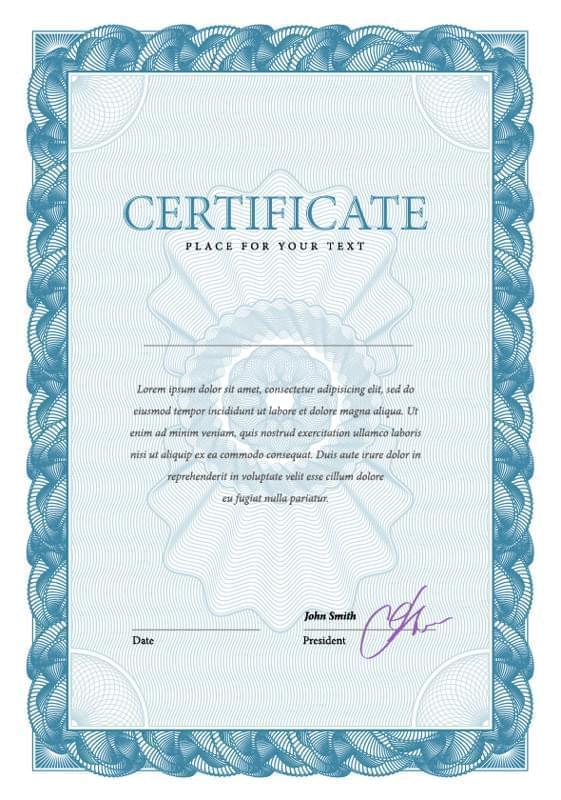 CERTIFICATE
PLACE FOR YOUR TEXT
Lorem ipsum dolor sit amet, consectetur adipisicing elit, sed do
eiusmod tempor incididunt ut labore et dolore magna aliqua. Ut
enim ad minim veniam, quis nostrud exercitation ullamco laboris
nisi ut aliquip ex ea commodo consequat. Duis aute irure dolor in
reprehenderit in voluptate velit esse cillum dolore
eu fugiat nulla pariatur.
John Smith
Date
President